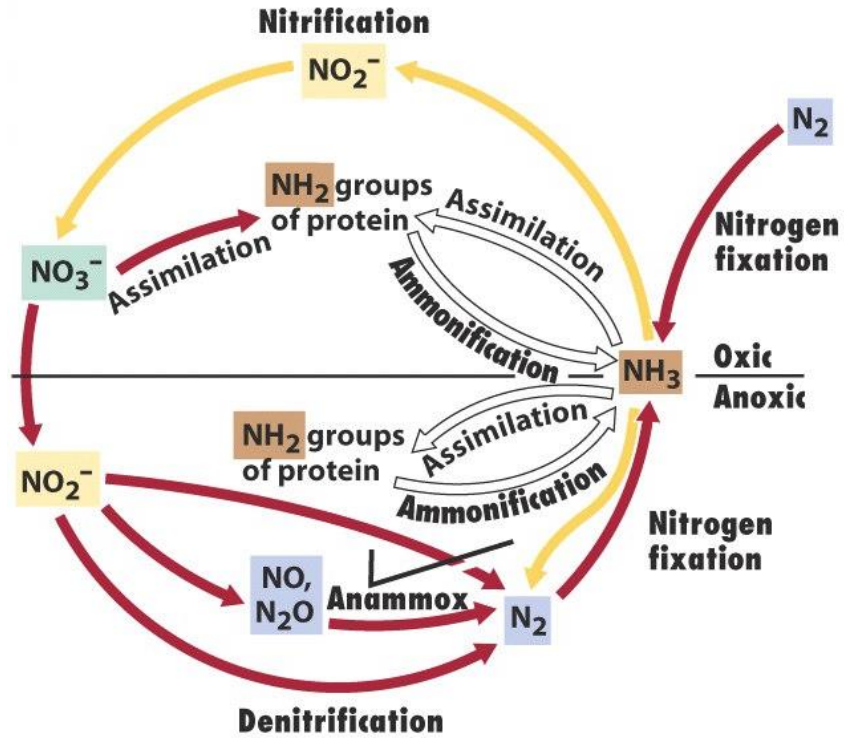 Nitrification
NO₂⁻
N₂
NH₂ groups
of protein
Assimilation
Nitrogen
fixation
NO₃⁻
Assimilation
Ammonification
NH₃
Oxic
Anoxic
NH₂ groups
of protein
Assimilation
Ammonification
NO₂⁻
Nitrogen
fixation
NO,
N₂O
Anammox
N₂
Denitrification